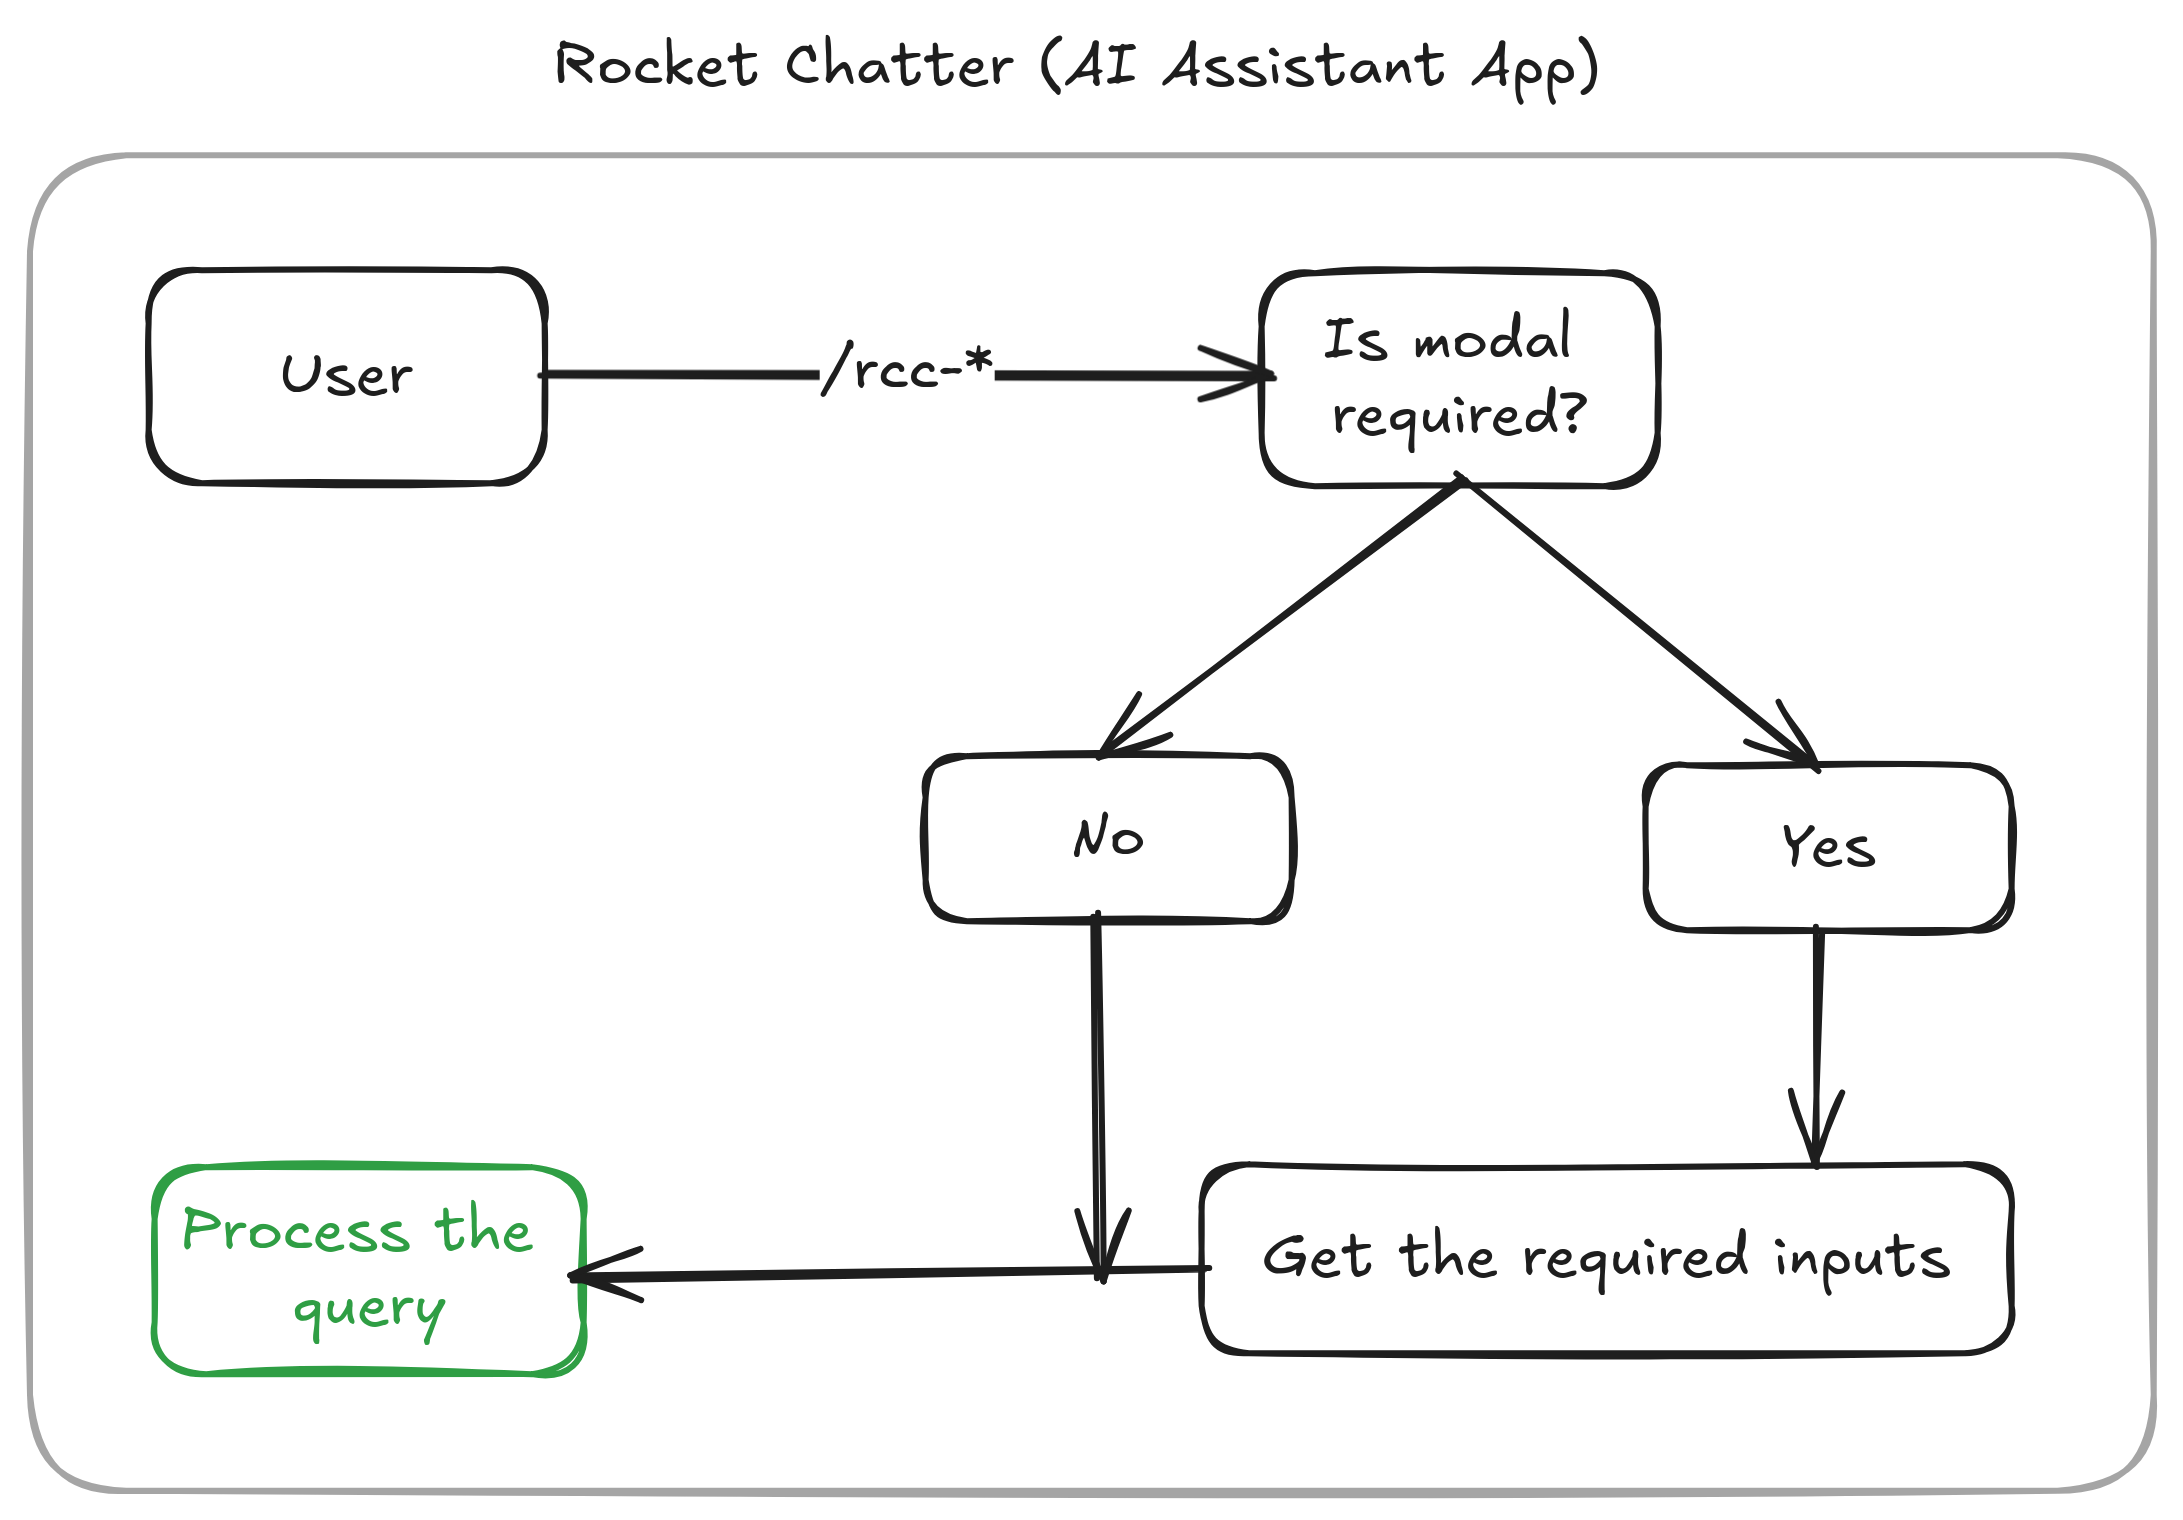 Rocket Chatter (AI Assistant App)
User
/rcc-*
Is modal
required?
No
Yes
Process the
query
Get the required inputs